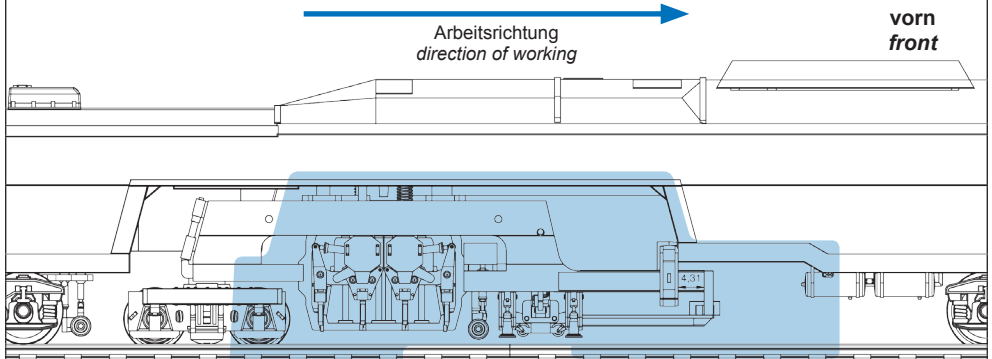 Arbeitsrichtung
direction of working
vorn
front
4,31